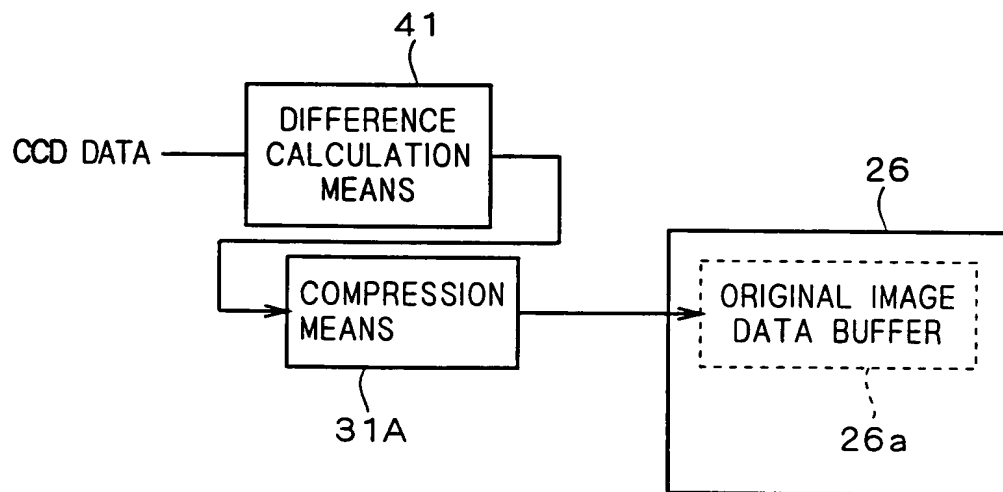 41
DIFFERENCE
CALCULATION
MEANS
CCD DATA
26
COMPRESSION
MEANS
ORIGINAL IMAGE
DATA BUFFER
31A
26a